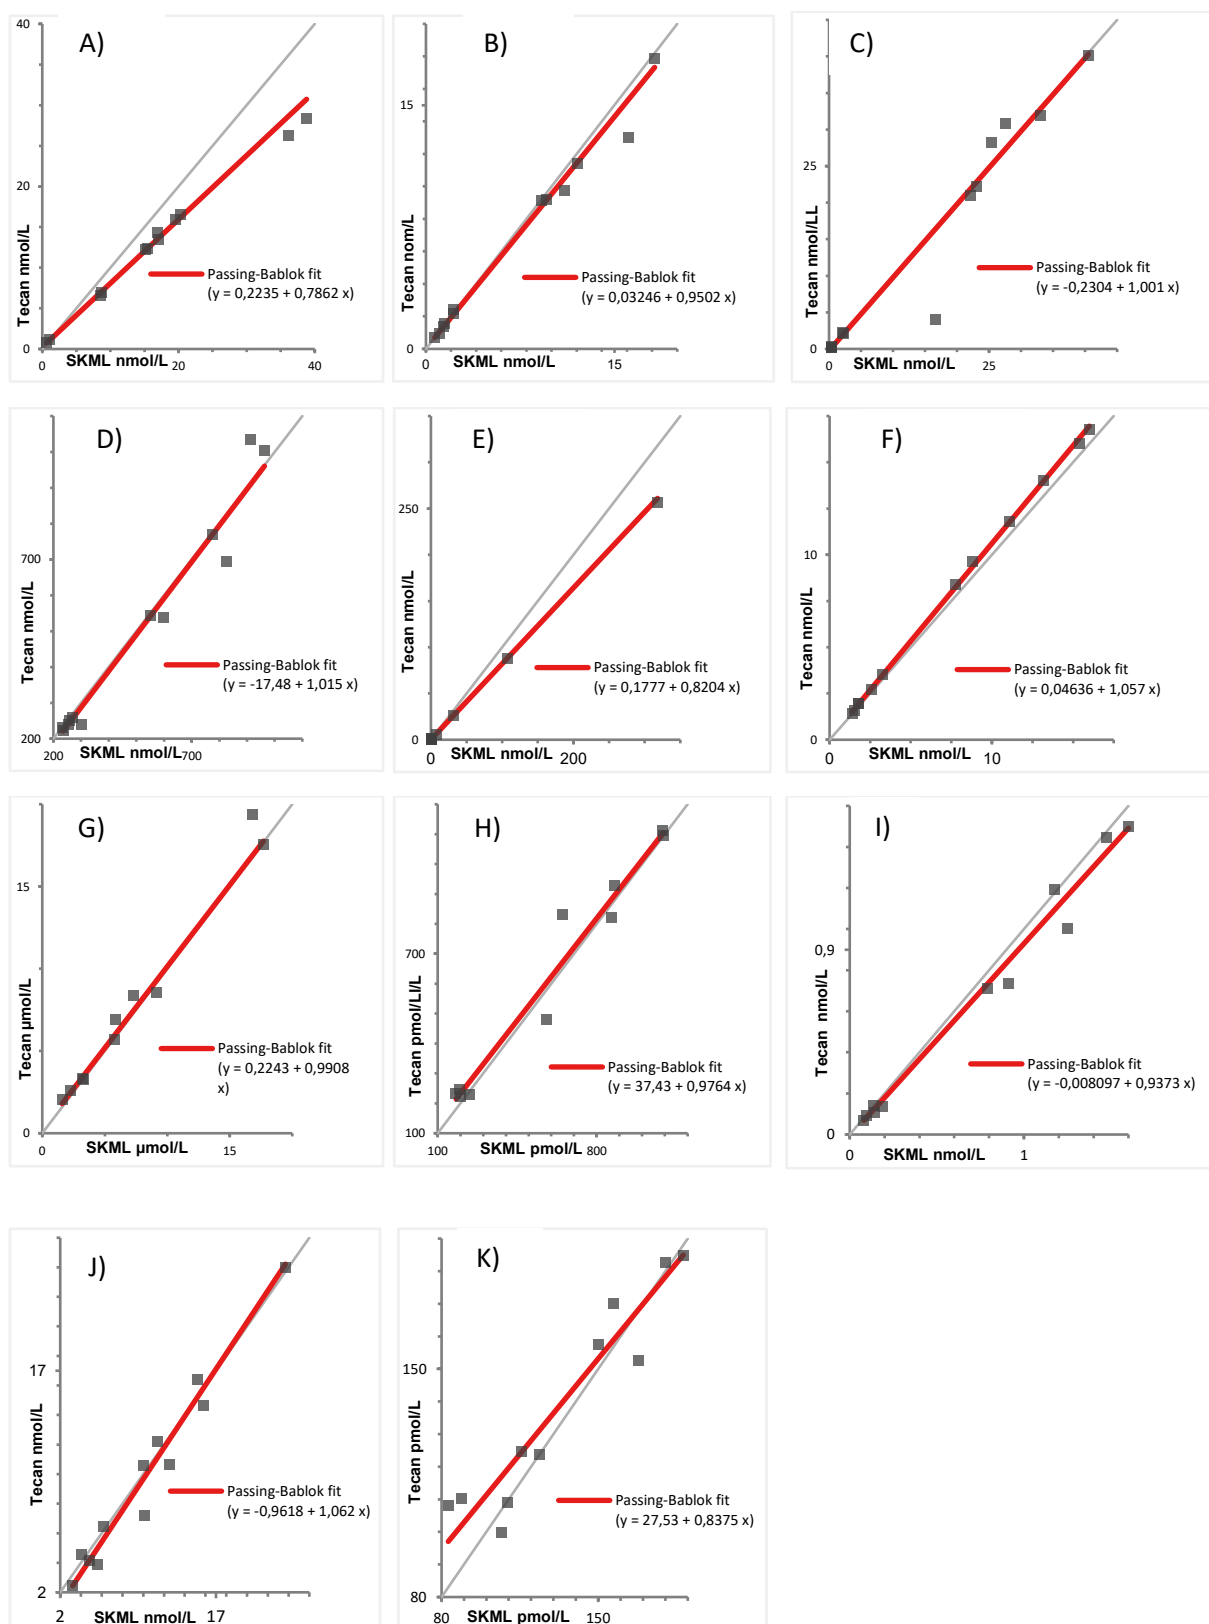 A)
40
20
0
Tecan nmol/L
Passing-Bablok fit
(y = 0,2235 + 0,7862 x)
0
SKML nmol/L
20
40
B)
15
0
Tecan nom/L
Passing-Bablok fit
(y = 0,03246 + 0,9502 x)
0
SKML nmol/L
15
C)
25
0
Tecan nmol/LL
Passing-Bablok fit
(y = -0,2304 + 1,001 x)
0
SKML nmol/L
25
D)
700
200
Tecan nmol/L
Passing-Bablok fit
(y = -17,48 + 1,015 x)
200
SKML nmol/L
700
E)
250
0
Tecan nmol/L
Passing-Bablok fit
(y = 0,1777 + 0,8204 x)
0
SKML nmol/L
200
F)
10
0
Tecan nmol/L
Passing-Bablok fit
(y = 0,04636 + 1,057 x)
0
SKML nmol/L
10
G)
15
0
Tecan µmol/L
Passing-Bablok fit
(y = 0,2243 + 0,9908
x)
0
SKML µmol/L
15
H)
700
100
Tecan pmol/LI/L
Passing-Bablok fit
(y = 37,43 + 0,9764 x)
100
SKML pmol/L
800
I)
0,9
0
Tecan nmol/L
Passing-Bablok fit
(y = -0,008097 + 0,9373 x)
0
SKML nmol/L
1
J)
17
2
Tecan nmol/L
Passing-Bablok fit
(y = -0,9618 + 1,062 x)
2
SKML nmol/L
17
K)
150
80
Tecan pmol/L
Passing-Bablok fit
(y = 27,53 + 0,8375 x)
80
SKML pmol/L
150